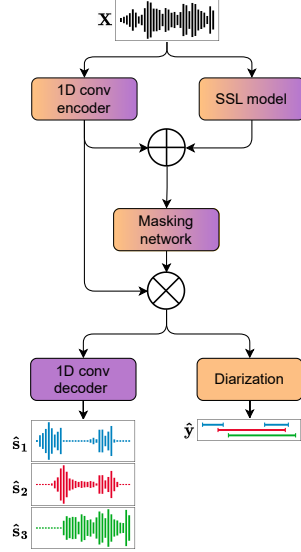 X
1D conv
encoder
SSL model
Masking
network
1D conv
decoder
Diarization
ŝ₁
ŷ
ŝ₂
ŝ₃